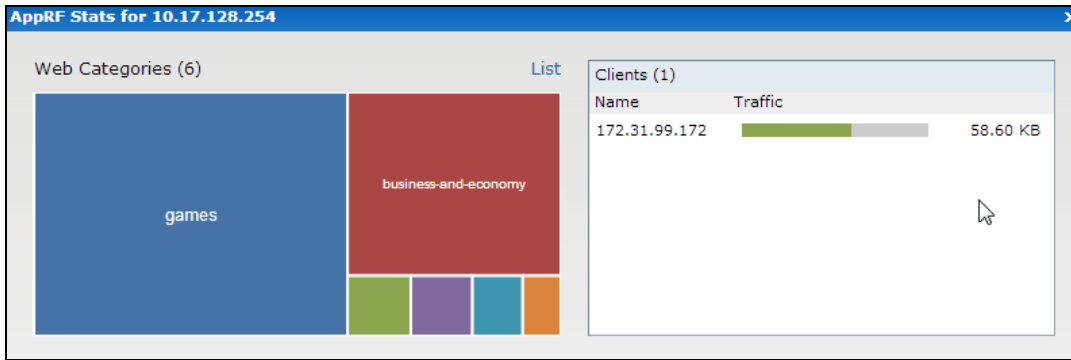 AppRF Stats for 10.17.128.254
x
Web Categories (6)
List
games
business-and-economy
Clients (1)
Name Traffic
172.31.99.172 58.60 KB